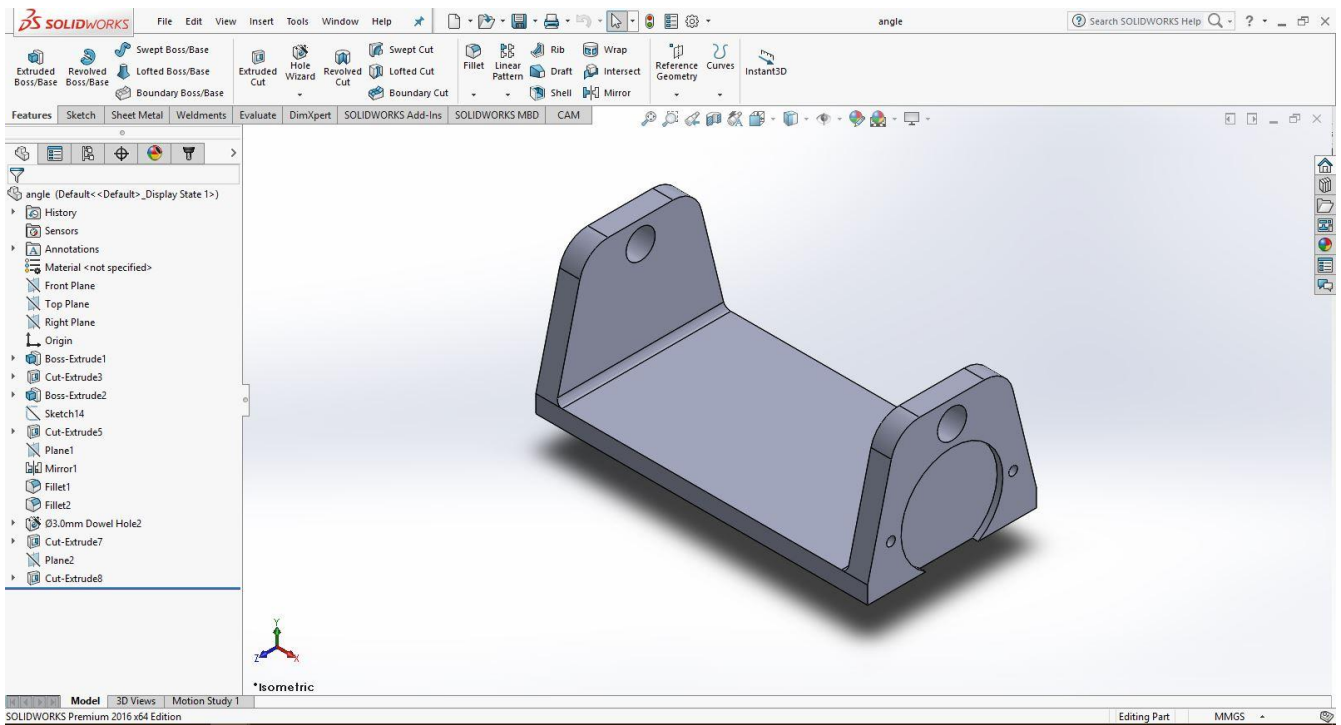 SOLIDWORKS File Edit View Insert Tools Window Help angle Search SOLIDWORKS Help ?
Extruded Boss/Base
Revolved Boss/Base
Swept Boss/Base
Lofted Boss/Base
Boundary Boss/Base
Extruded Cut
Hole Wizard
Revolved Cut
Swept Cut
Lofted Cut
Boundary Cut
Fillet
Linear Pattern
Rib
Draft
Shell
Wrap
Intersect
Mirror
Reference Geometry
Curves
Instant3D
Features Sketch Sheet Metal Weldments Evaluate DimXpert SOLIDWORKS Add-Ins SOLIDWORKS MBD CAM
angle (Default<<Default>_Display State 1>)
History
Sensors
Annotations
Material <not specified>
Front Plane
Top Plane
Right Plane
Origin
Boss-Extrude1
Cut-Extrude3
Boss-Extrude2
Sketch14
Cut-Extrude5
Plane1
Mirror1
Fillet1
Fillet2
Ø3.0mm Dowel Hole2
Cut-Extrude7
Plane2
Cut-Extrude8
Y
Z X
*Isometric
Model 3D Views Motion Study 1
SOLIDWORKS Premium 2016 x64 Edition Editing Part MMGS